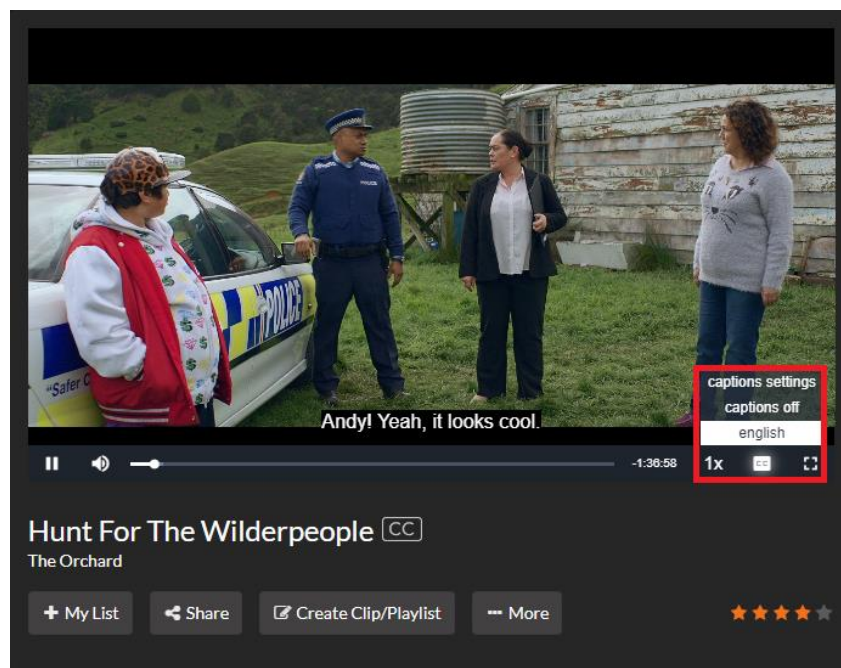 POLICE
POLICE
"Safer C
Andy! Yeah, it looks cool.
captions settings
captions off
english
-1:36:58
1x
cc
Hunt For The Wilderpeople CC
The Orchard
+ My List
Share
Create Clip/Playlist
More